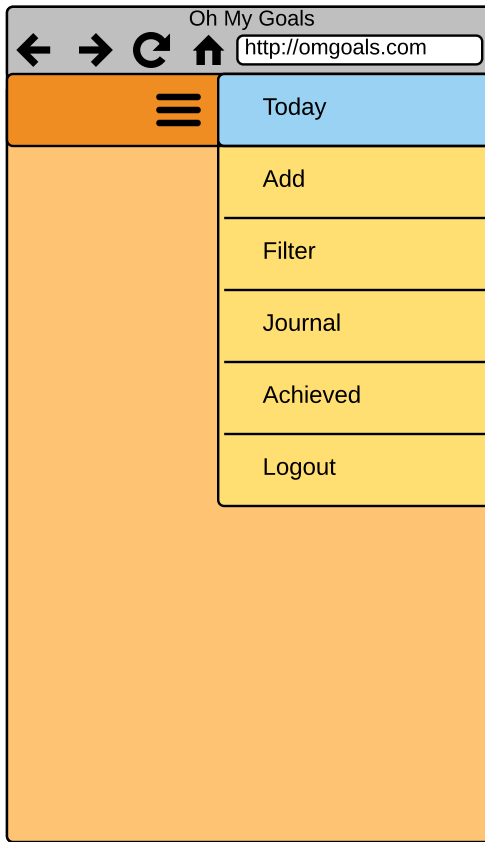 Oh My Goals
http://omgoals.com
Today
Add
Filter
Journal
Achieved
Logout